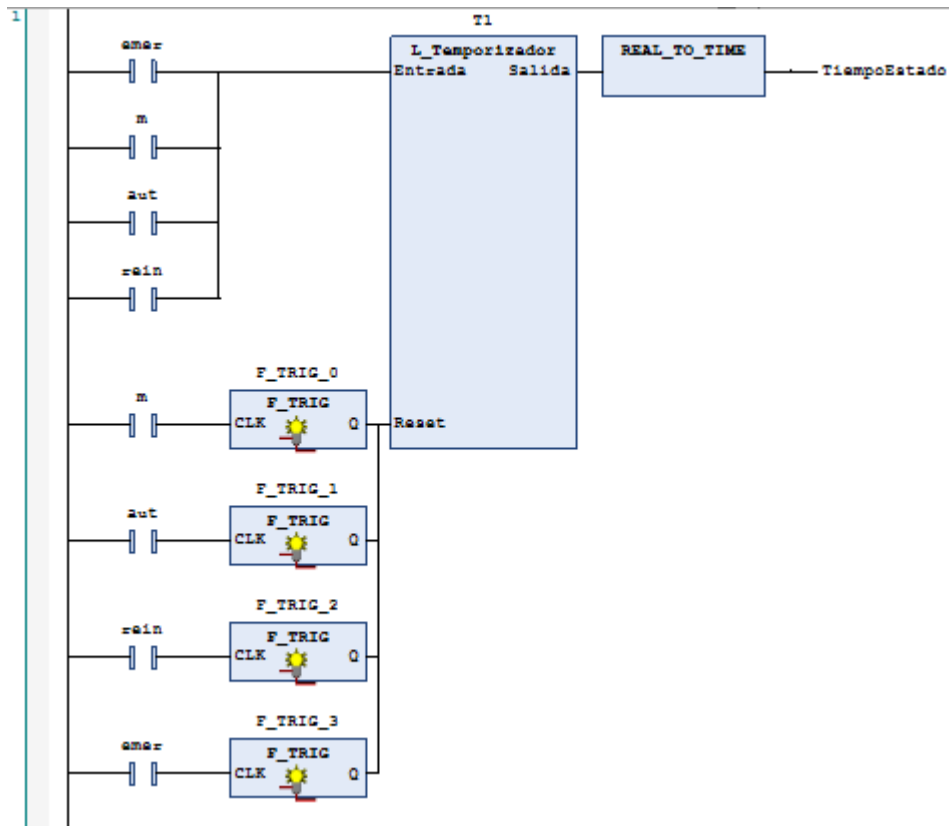 1
T1
emer
L_Temporizador
REAL_TO_TIME
Entrada Salida
TiempoEstado
m
aut
rein
F_TRIG_0
m
F_TRIG
CLK Q
Reset
F_TRIG_1
aut
F_TRIG
CLK Q
F_TRIG_2
rein
F_TRIG
CLK Q
F_TRIG_3
emer
F_TRIG
CLK Q